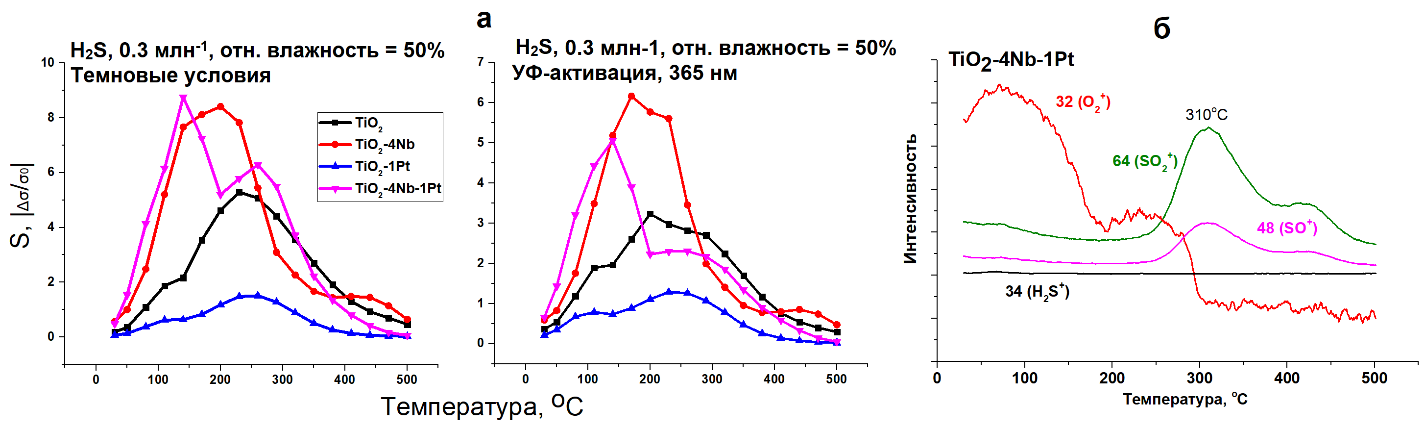 а
H₂S, 0.3 млн⁻¹, отн. влажность = 50%
Темновые условия
10
8
6
4
2
0
S, |Δσ/σ₀|
TiO₂
TiO₂-4Nb
TiO₂-1Pt
TiO₂-4Nb-1Pt
0 100 200 300 400 500
H₂S, 0.3 млн-1, отн. влажность = 50%
УФ-активация, 365 нм
7
6
5
4
3
2
1
0
0 100 200 300 400 500
Температура, °C
б
TiO₂-4Nb-1Pt
Интенсивность
32 (O₂⁺)
310°C
64 (SO₂⁺)
48 (SO⁺)
34 (H₂S⁺)
0 100 200 300 400 500
Температура, °C